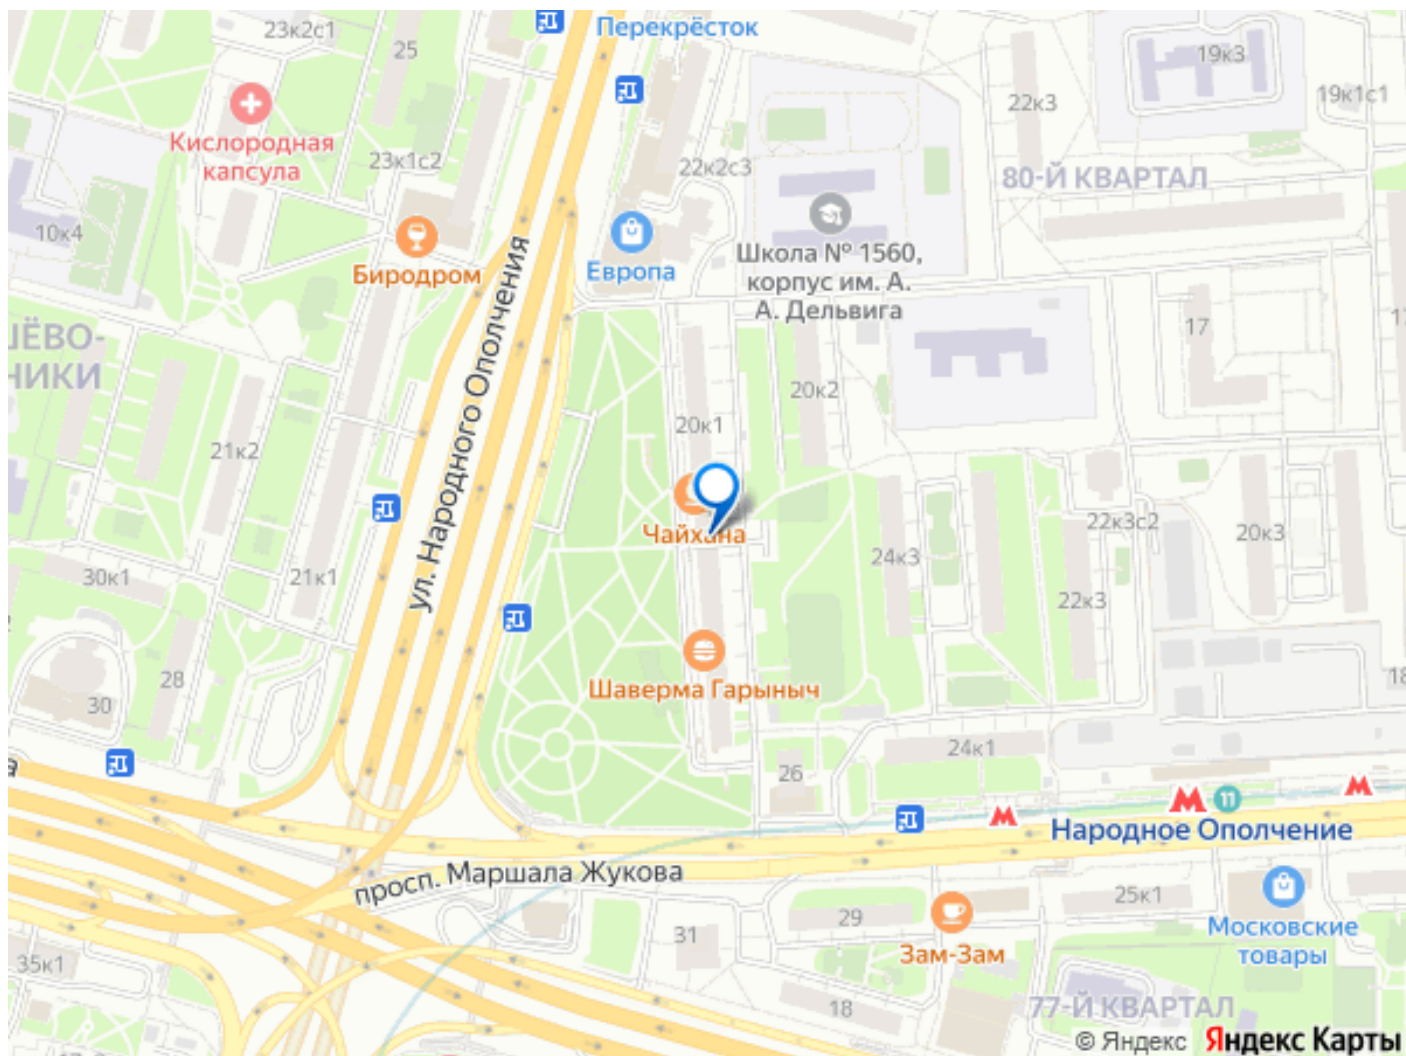 23к2с1
Перекрёсток
25
19к3
22к3
19к1с1
Кислородная
капсула
23к1с2
22к2с3
80-Й КВАРТАЛ
10к4
Биродром
Европа
Школа № 1560,
корпус им. А.
А. Дельвига
17
ШЁВО-
НИКИ
ул. Народного Ополчения
20к2
20к1
21к2
Чайхана
22к3с2
20к3
24к3
30к1
21к1
22к3
28
30
Шаверма Гарыныч
18
24к1
26
11
Народное Ополчение
просп. Маршала Жукова
25к1
29
31
Зам-Зам
Московские
товары
35к1
18
77-Й КВАРТАЛ
© Яндекс Яндекс Карты